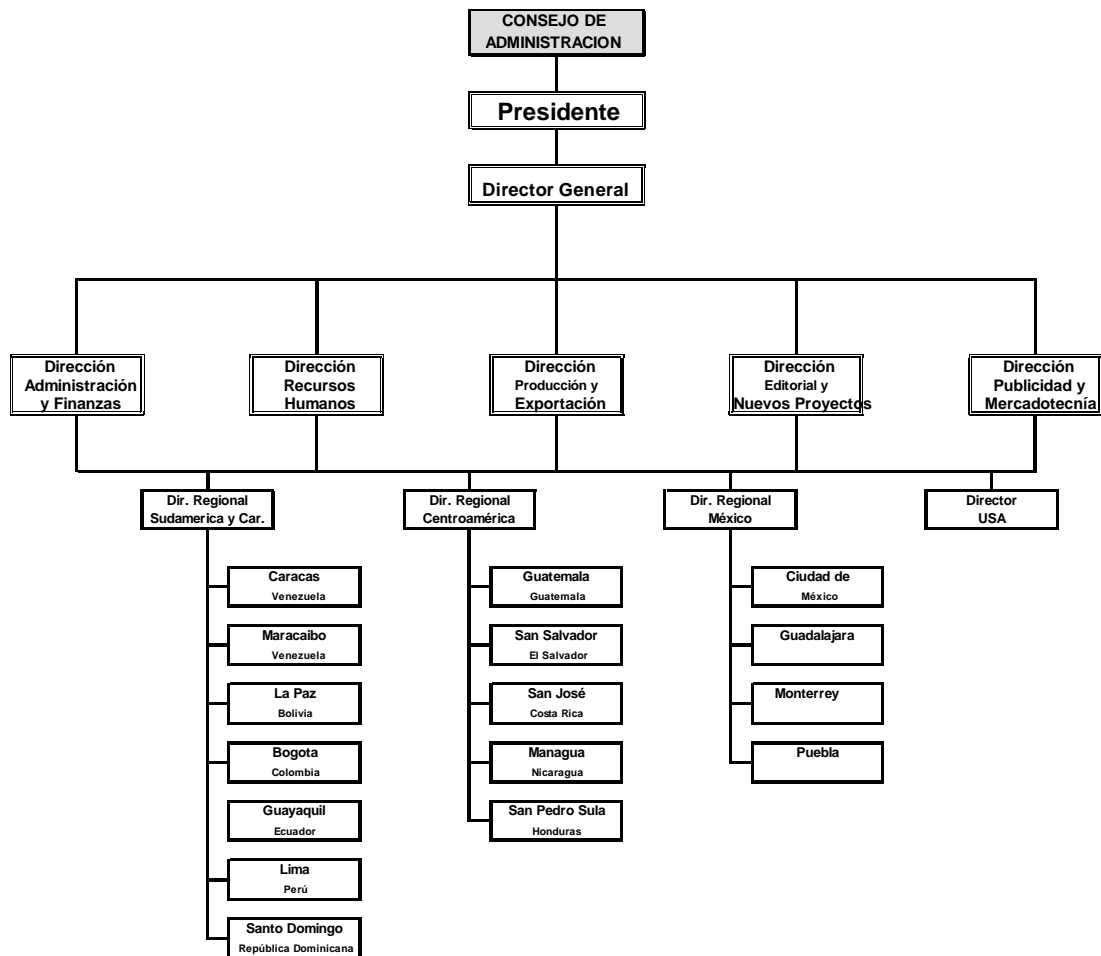 CONSEJO DE
ADMINISTRACION
Presidente
Director General
Dirección
Administración
y Finanzas
Dirección
Recursos
Humanos
Dirección
Producción y
Exportación
Dirección
Editorial y
Nuevos Proyectos
Dirección
Publicidad y
Mercadotecnía
Dir. Regional
Sudamerica y Car.
Dir. Regional
Centroamérica
Dir. Regional
México
Director
USA
Caracas
Venezuela
Maracaibo
Venezuela
La Paz
Bolivia
Bogota
Colombia
Guayaquil
Ecuador
Lima
Perú
Santo Domingo
República Dominicana
Guatemala
Guatemala
San Salvador
El Salvador
San José
Costa Rica
Managua
Nicaragua
San Pedro Sula
Honduras
Ciudad de
México
Guadalajara
Monterrey
Puebla